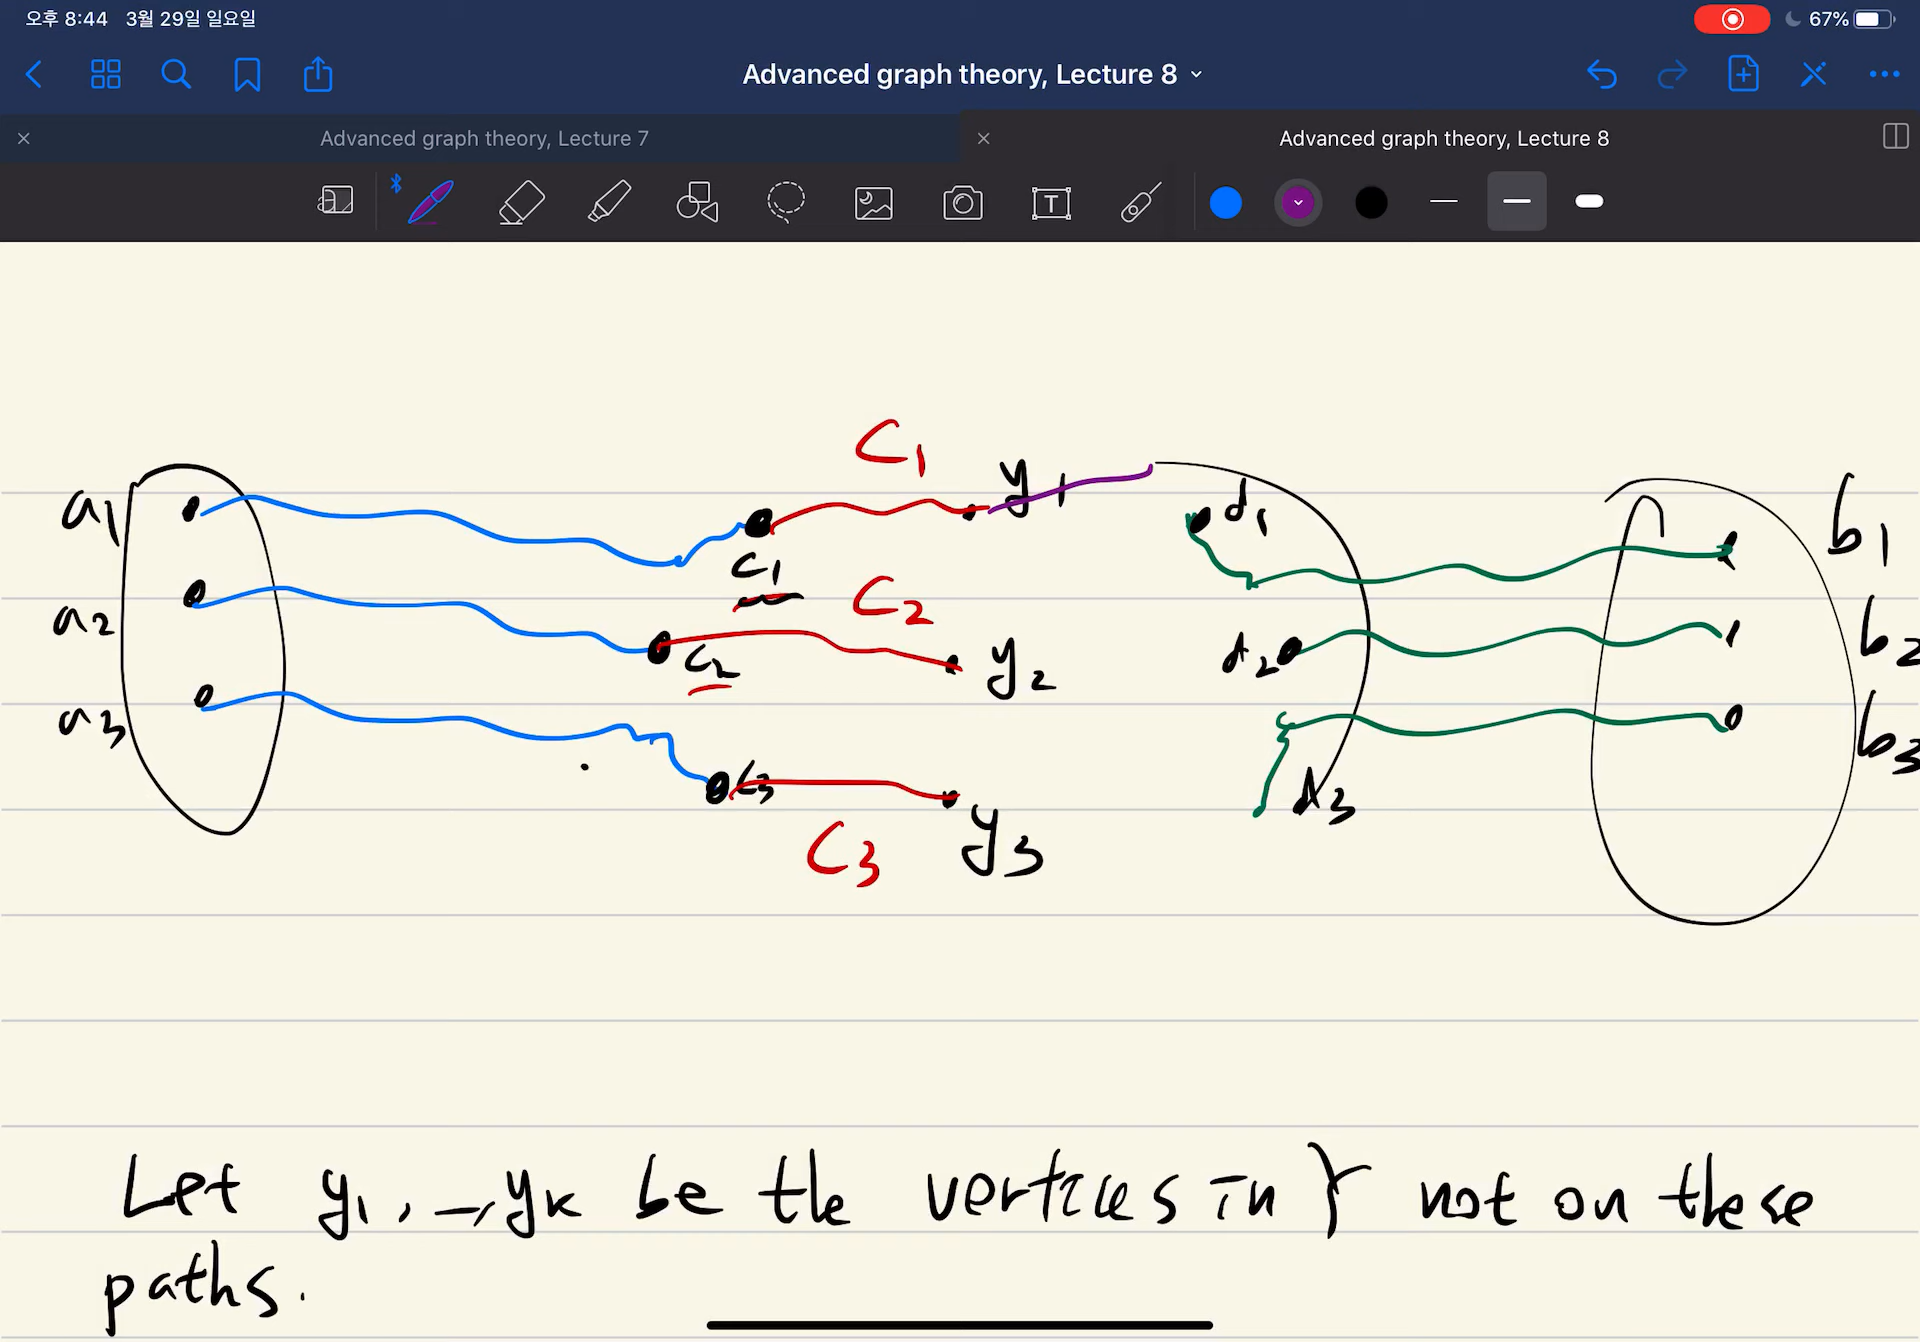 오후 8:44 3월 29일 일요일
67%
Advanced graph theory, Lecture 8
Advanced graph theory, Lecture 7
Advanced graph theory, Lecture 8
C1
y1
d1
b1
a1
c1
C2
a2
c2
y2
d2
b2
a3
c3
d3
b3
C3
y3
Let y1, –, yk be the vertices in Y not on these
paths.